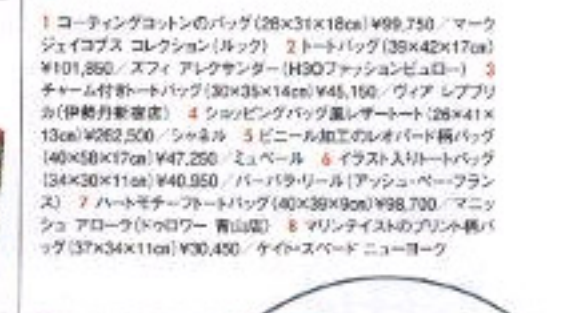 1 コーティングコットンのバッグ(28×31×18㎝)¥99,750／マーク
ジェイコブス コレクション(ルック) 2 トートバッグ(39×42×17㎝)
¥101,850／ズフィ アレクサンダー(H3Oファッションビュロー) 3
チャーム付きトートバッグ(30×35×14㎝)¥45,150／ヴィア レプブリ
カ(伊勢丹新宿店) 4 ショッピングバッグ風レザートート(26×41×
13㎝)¥262,500／シャネル 5 ビニール加工のレオパード柄バッグ
(40×58×17㎝)¥47,250／ミュベール 6 イラスト入りトートバッグ
(34×30×11㎝)¥40,950／バーバラ・リール(アッシュ・ペー・フラン
ス) 7 ハートモチーフトートバッグ(40×39×9㎝)¥98,700／マニッ
シュ アローラ(ドゥロワー 青山店) 8 マリンテイストのプリント柄バ
ッグ(37×34×11㎝)¥30,450／ケイト・スペード ニューヨーク